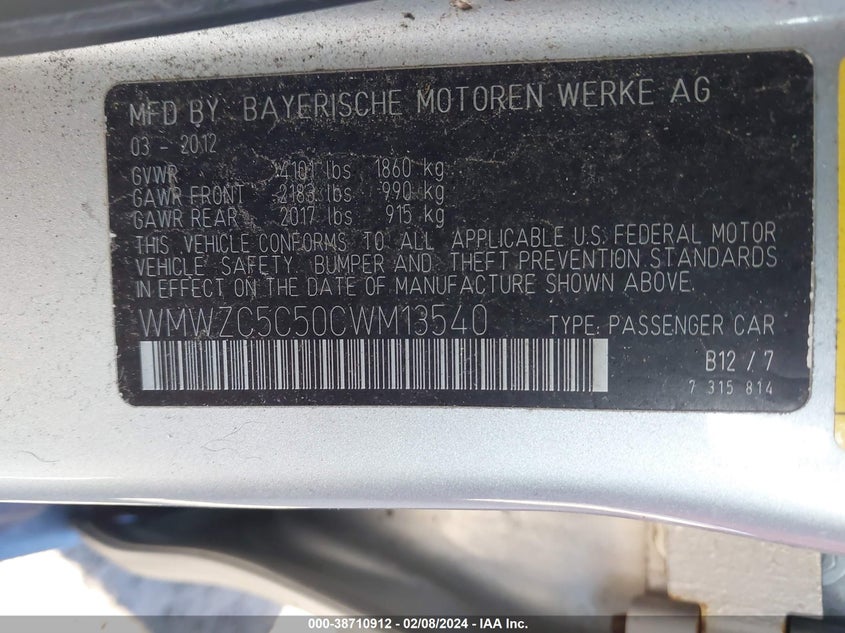 MFD BY BAYERISCHE MOTOREN WERKE AG
03 - 2012
GVWR 4101 lbs 1860 kg
GAWR FRONT 2183 lbs 990 kg
GAWR REAR 2017 lbs 915 kg
THIS VEHICLE CONFORMS TO ALL APPLICABLE U.S. FEDERAL MOTOR
VEHICLE SAFETY, BUMPER AND THEFT PREVENTION STANDARDS
IN EFFECT ON THE DATE OF MANUFACTURE SHOWN ABOVE.
WMWZC5C50CWM13540 TYPE: PASSENGER CAR
B12 / 7
7 315 814
000-38710912 - 02/08/2024 - IAA Inc.